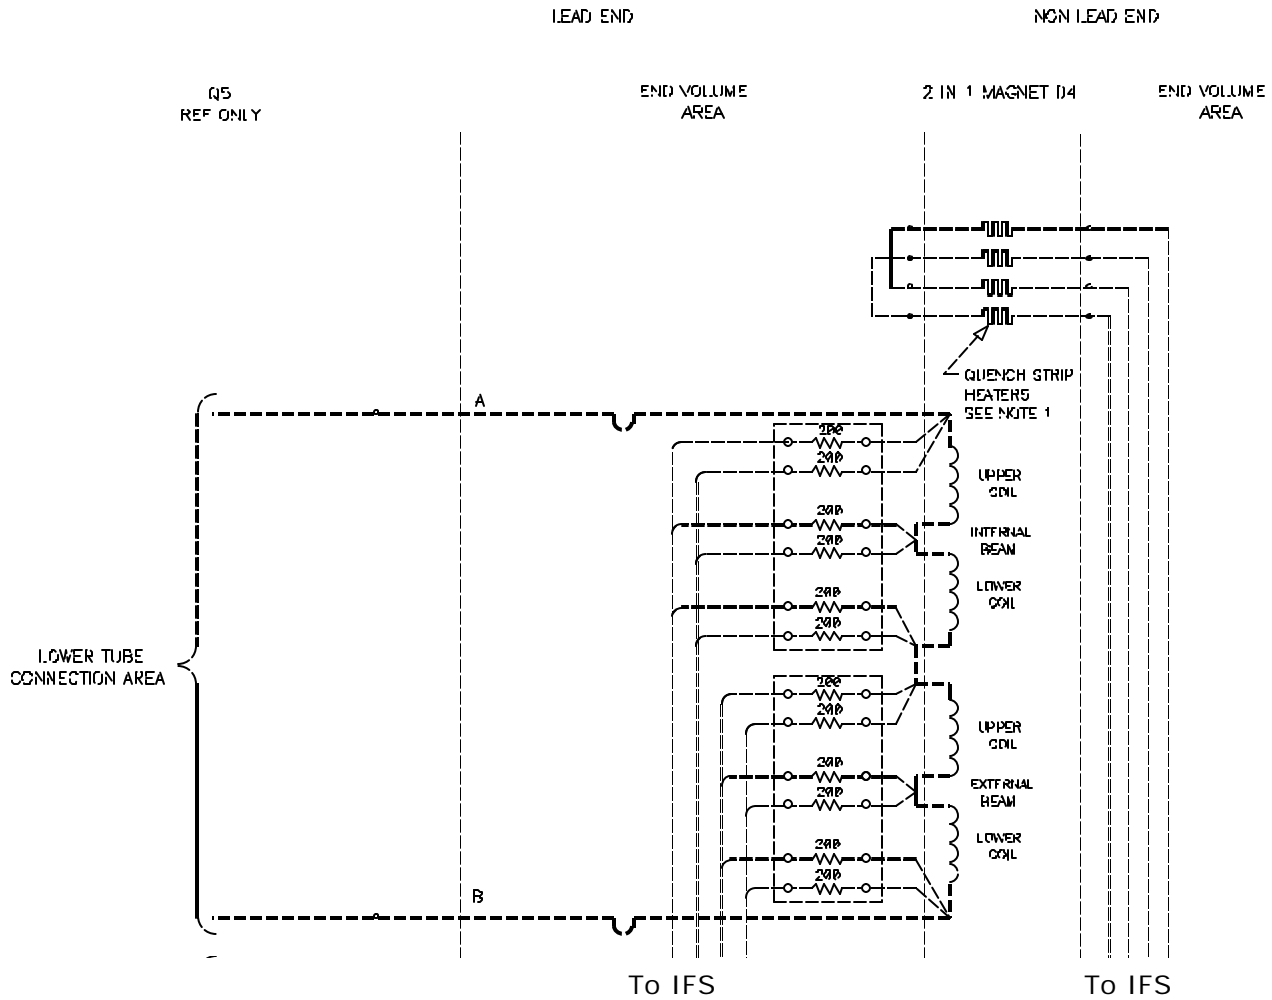 LEAD END
NON LEAD END
Q5
REF ONLY
END VOLUME
AREA
2 IN 1 MAGNET D4
END VOLUME
AREA
QUENCH STRIP
HEATERS
SEE NOTE 1
A
200
200
UPPER
COIL
200
200
INTERNAL
BEAM
LOWER
COIL
200
200
LOWER TUBE
CONNECTION AREA
200
200
UPPER
COIL
200
200
EXTERNAL
BEAM
LOWER
COIL
200
200
B
To IFS
To IFS